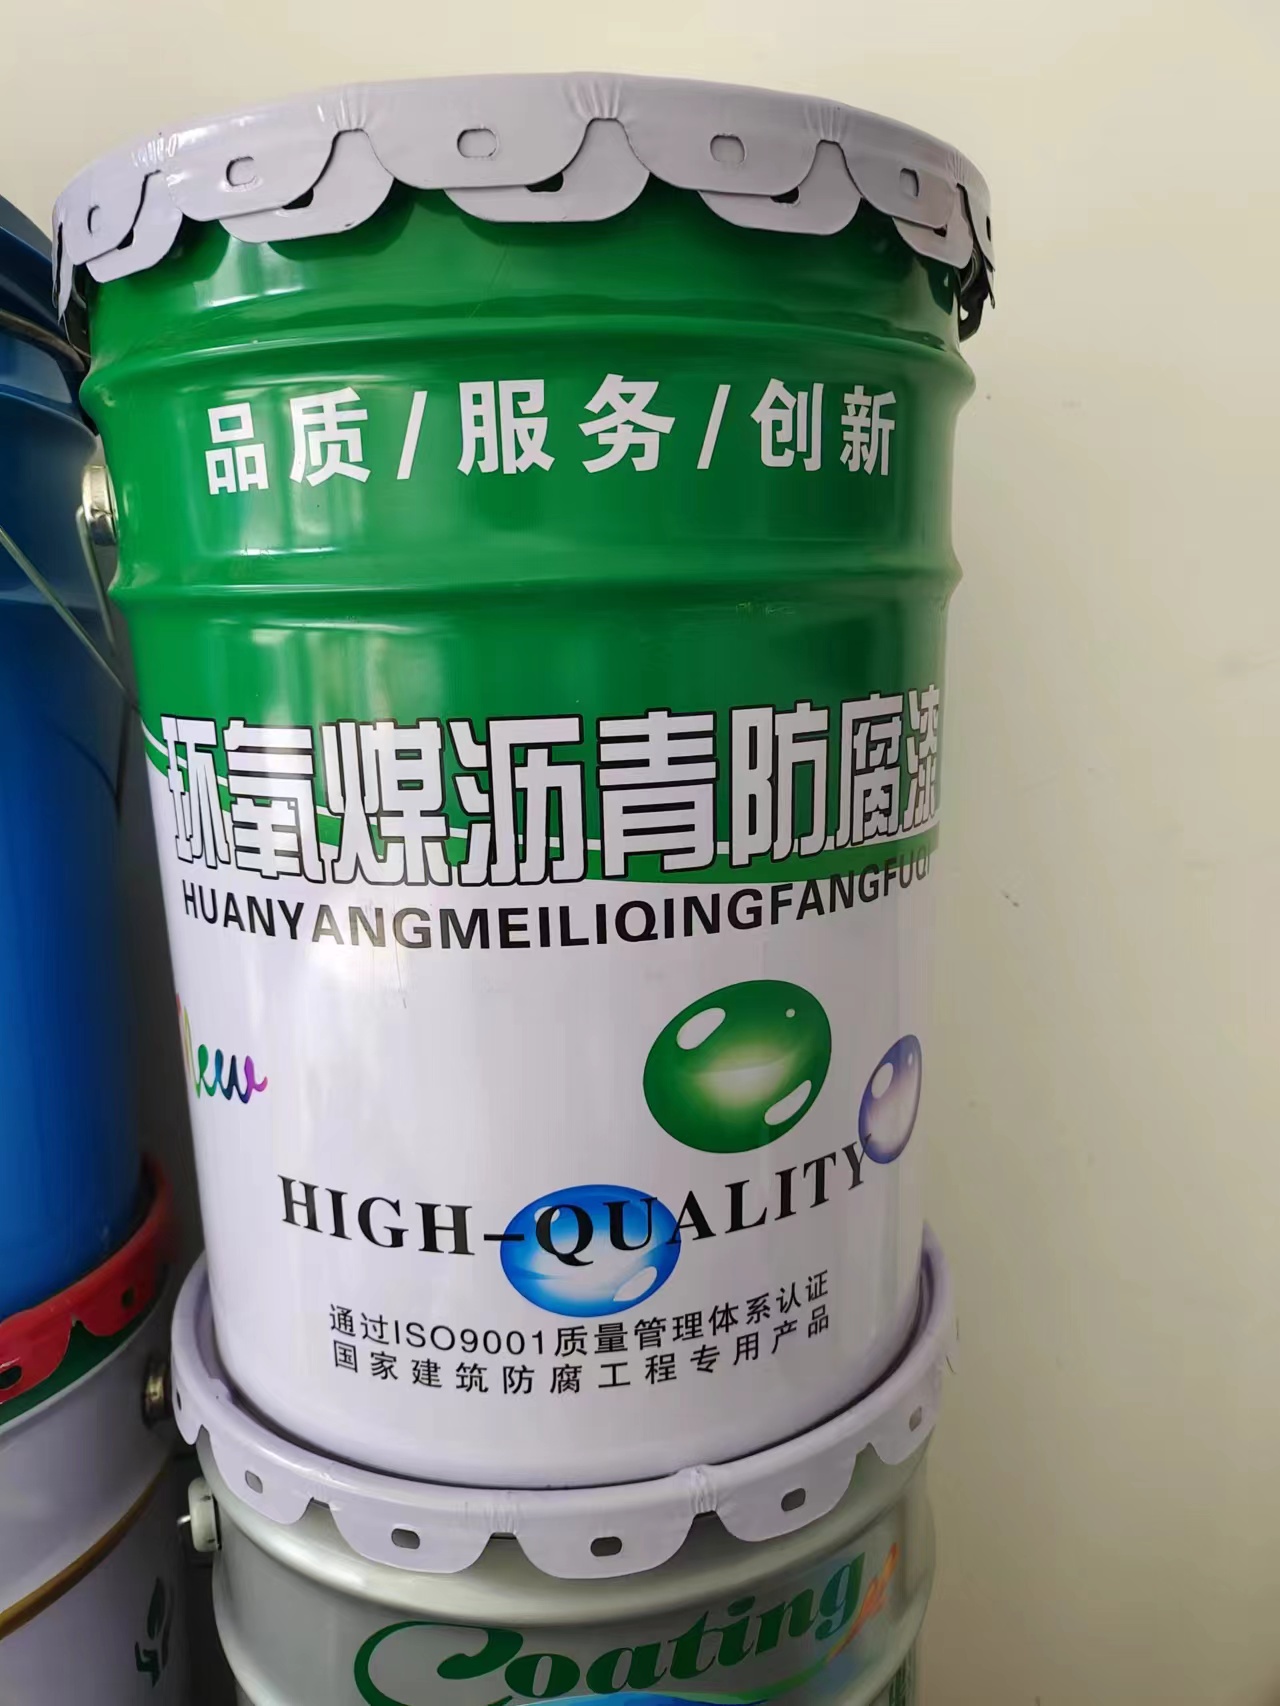 品质/服务/创新
环氧煤沥青防腐漆
HUANYANGMEILIQINGFANGFUQI
new
HIGH-QUALITY
通过ISO9001质量管理体系认证
国家建筑防腐工程专用产品
Coating